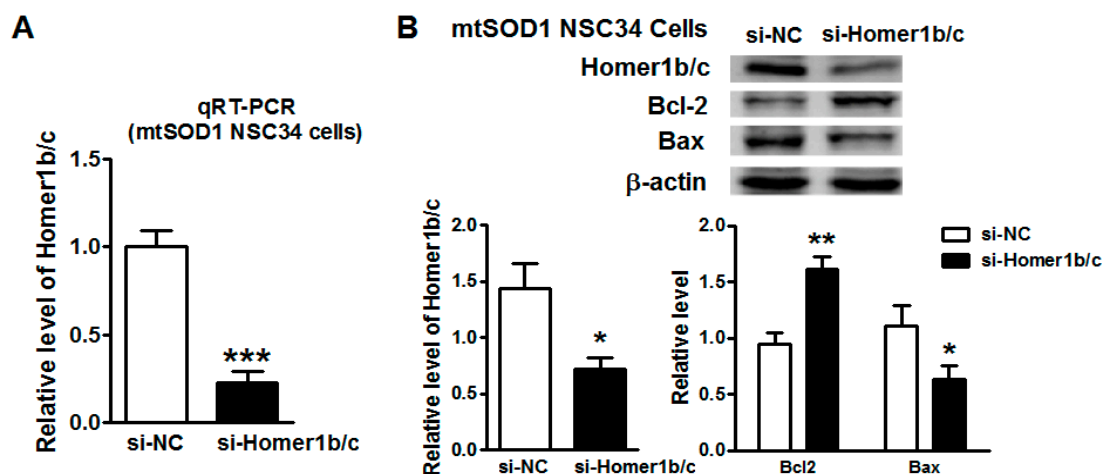 A
qRT-PCR
(mtSOD1 NSC34 cells)
Relative level of Homer1b/c
1.5
1.0
0.5
0.0
***
si-NC
si-Homer1b/c
B
mtSOD1 NSC34 Cells
si-NC
si-Homer1b/c
Homer1b/c
Bcl-2
Bax
β-actin
Relative level of Homer1b/c
2.0
1.5
1.0
0.5
0.0
*
si-NC
si-Homer1b/c
Relative level
2.0
1.5
1.0
0.5
0.0
**
*
si-NC
si-Homer1b/c
Bcl2
Bax